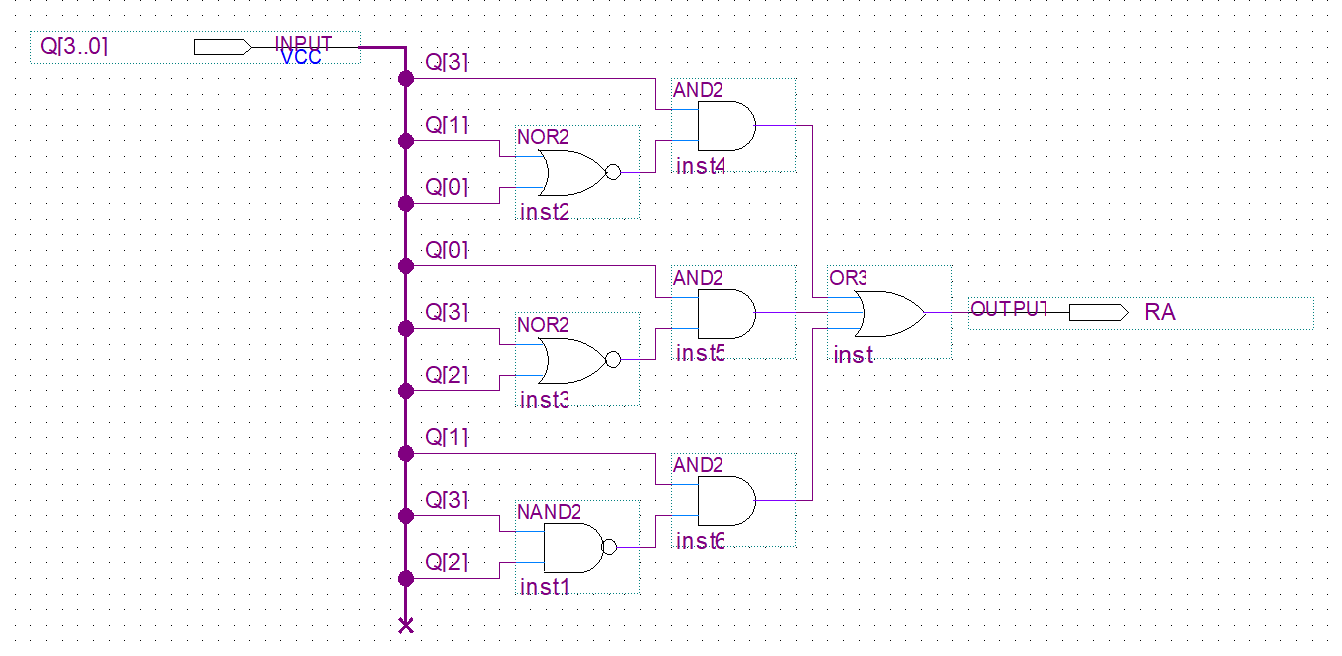 Q[3..0]
INPUT
VCC
Q[3]
AND2
Q[1]
NOR2
inst4
Q[0]
inst2
Q[0]
AND2
OR3
Q[3]
NOR2
OUTPUT
RA
inst5
inst
Q[2]
inst3
Q[1]
AND2
Q[3]
NAND2
inst6
Q[2]
inst1